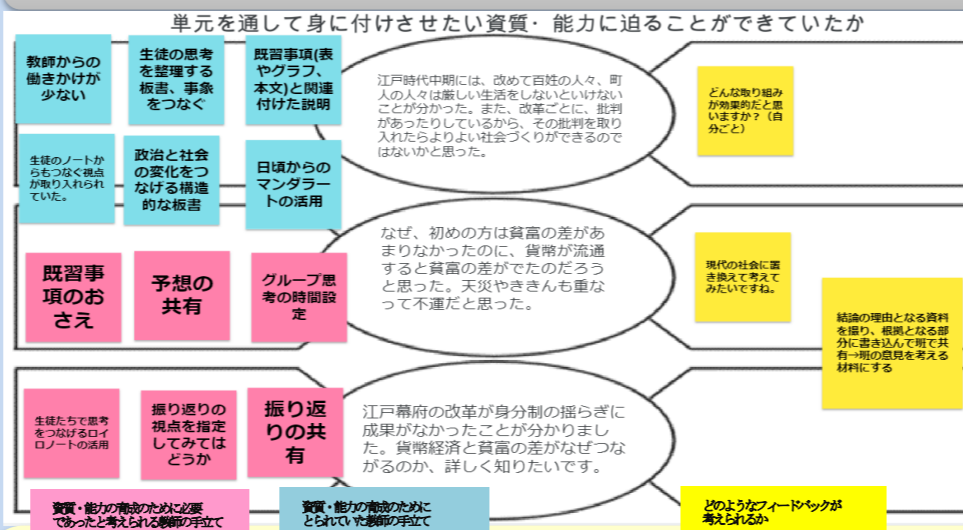 単元を通して身に付けさせたい資質・能力に迫ることができていたか
教師からの
働きかけが
少ない
生徒の思考
を整理する
板書、事象
をつなぐ
既習事項(表
やグラフ、
本文)と関連
付けた説明
江戸時代中期には、改めて百姓の人々、町
人の人々は厳しい生活をしないといけない
ことが分かった。また、改革ごとに、批判
があったりしているから、その批判を取り
入れたらよりよい社会づくりができるので
はないかと思った。
どんな取り組み
が効果的だと思
いますか？（自
分ごと）
生徒のノートか
らもつなぐ視点
が取り入れられ
ていた。
政治と社会
の変化をつ
なげる構造
的な板書
日頃からの
マンダラー
トの活用
既習事
項のお
さえ
予想の
共有
グループ思
考の時間設
定
なぜ、初めの方は貧富の差があ
まりなかったのに、貨幣が流通
すると貧富の差がでたのだろう
と思った。天災やききんも重な
って不運だと思った。
現代の社会に置
き換えて考えて
みたいですね。
結論の理由となる資料
を撮り、根拠となる部
分に書き込んで班で共
有→班の意見を考える
材料にする
生徒たちで思考
をつなげるロイ
ロノートの活用
振り返りの
視点を指定
してみては
どうか
振り返
りの共
有
江戸幕府の改革が身分制の揺らぎに
成果がなかったことが分かりまし
た。貨幣経済と貧富の差がなぜつな
がるのか、詳しく知りたいです。
資質・能力の育成のために必要
であったと考えられる教師の手立て
資質・能力の育成のために
とられていた教師の手立て
どのようなフィードバックが
考えられるか